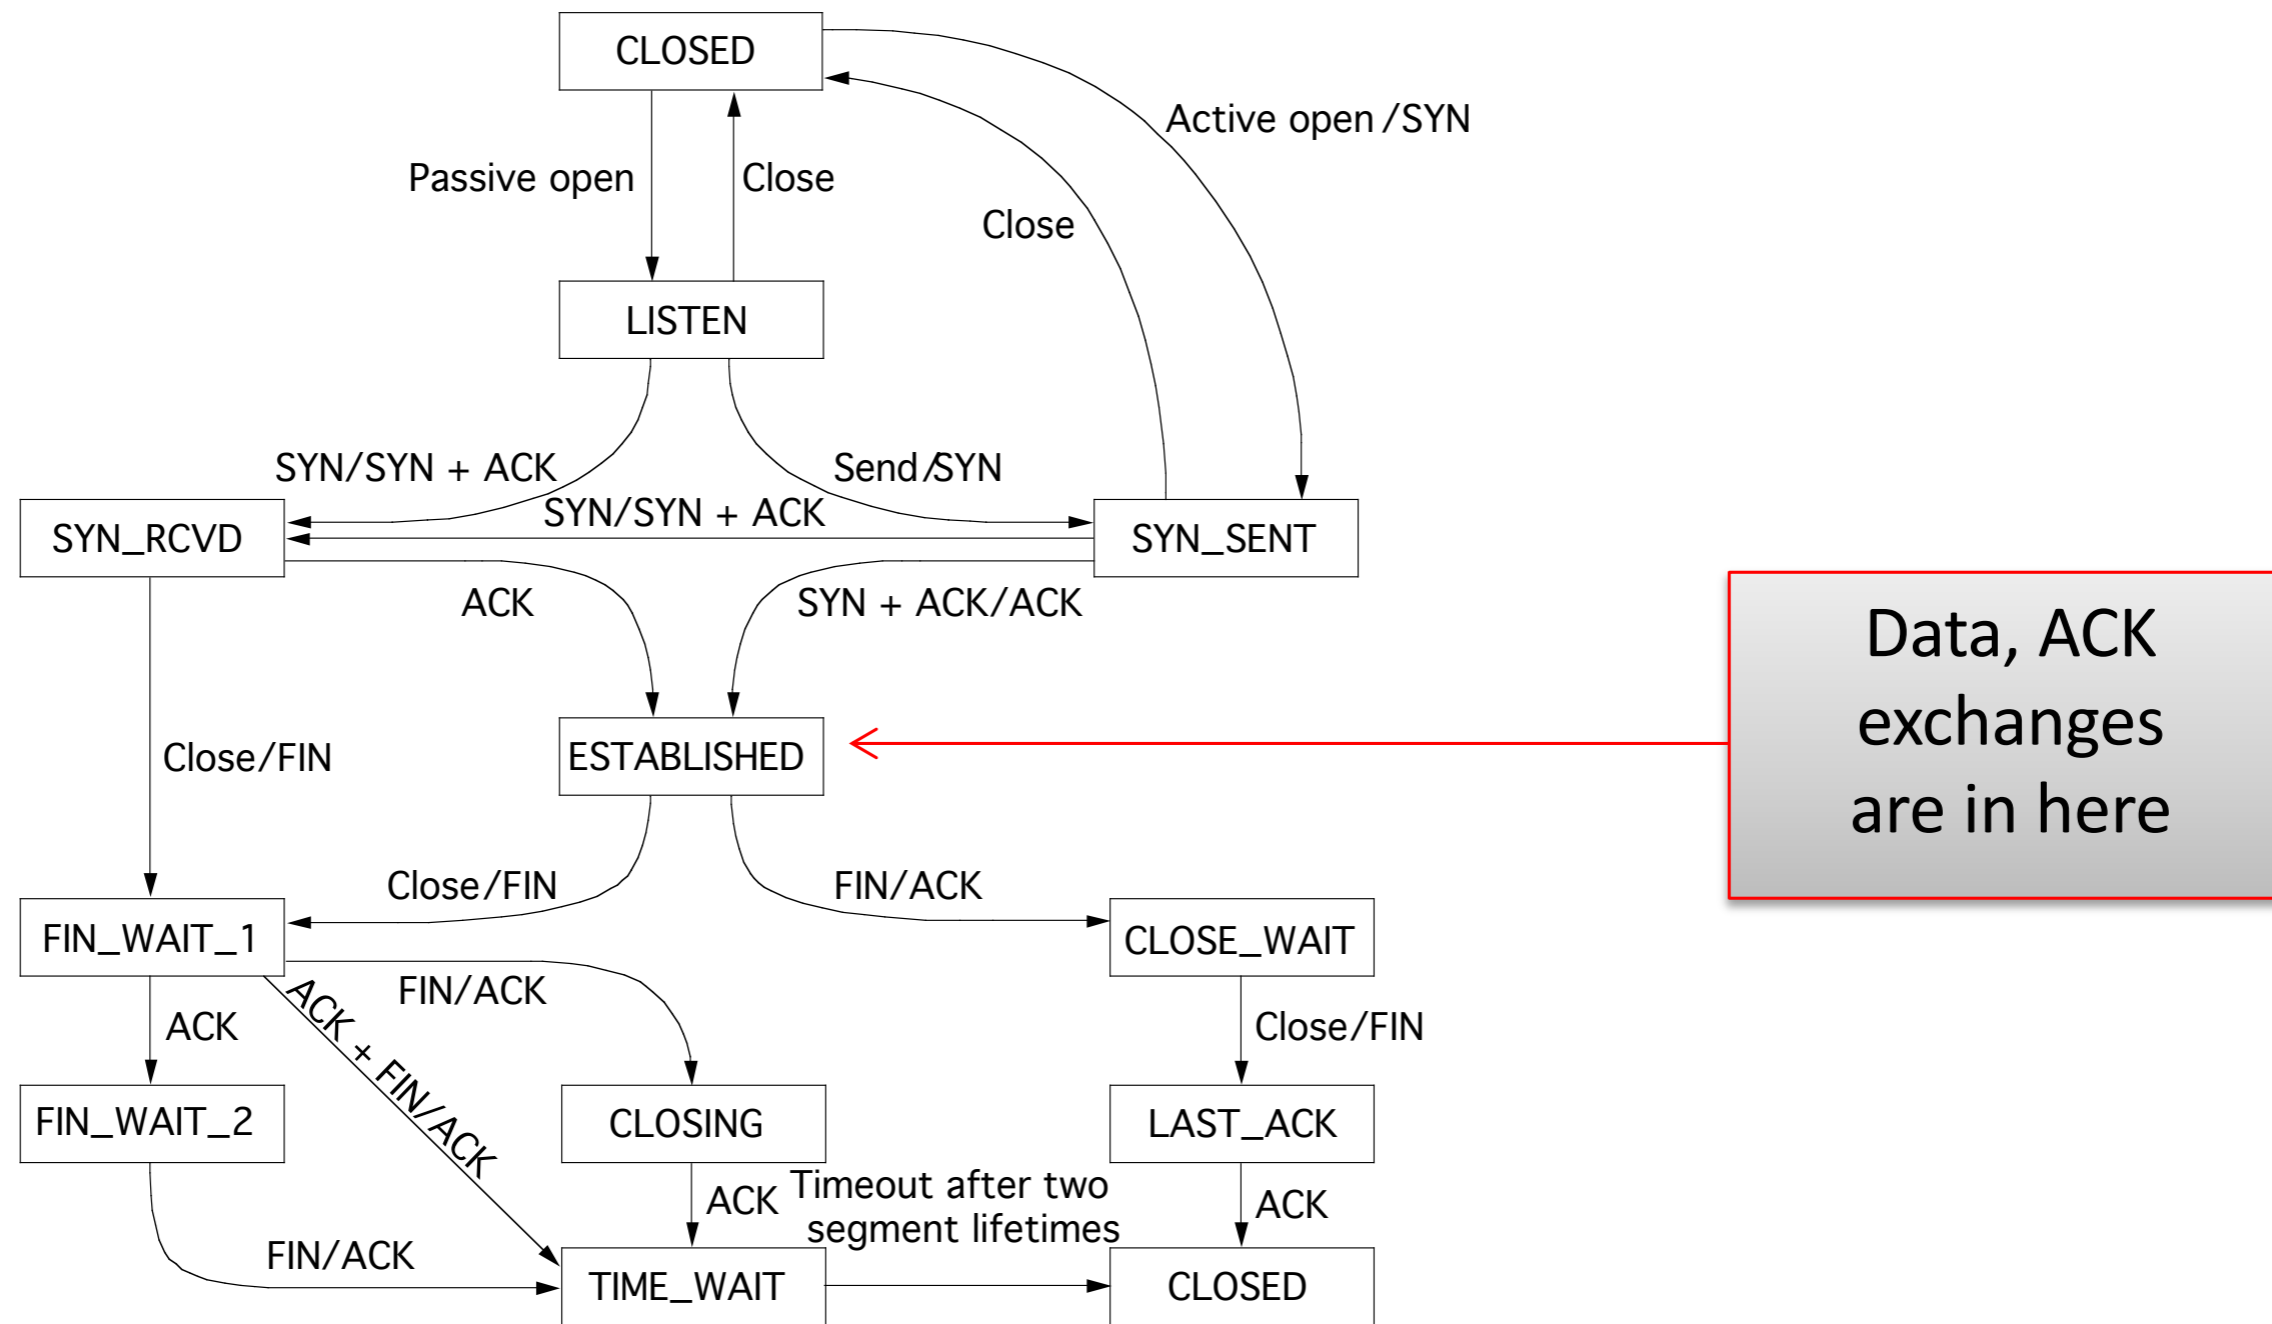 CLOSED
Active open /SYN
Passive open
Close
Close
LISTEN
SYN/SYN + ACK
Send /SYN
SYN/SYN + ACK
SYN_RCVD
SYN_SENT
ACK
SYN + ACK/ACK
Data, ACK
exchanges
are in here
Close/FIN
ESTABLISHED
Close/FIN
FIN/ACK
FIN_WAIT_1
CLOSE_WAIT
FIN/ACK
ACK
ACK + FIN/ACK
Close/FIN
FIN_WAIT_2
CLOSING
LAST_ACK
ACK
Timeout after two
segment lifetimes
ACK
FIN/ACK
TIME_WAIT
CLOSED